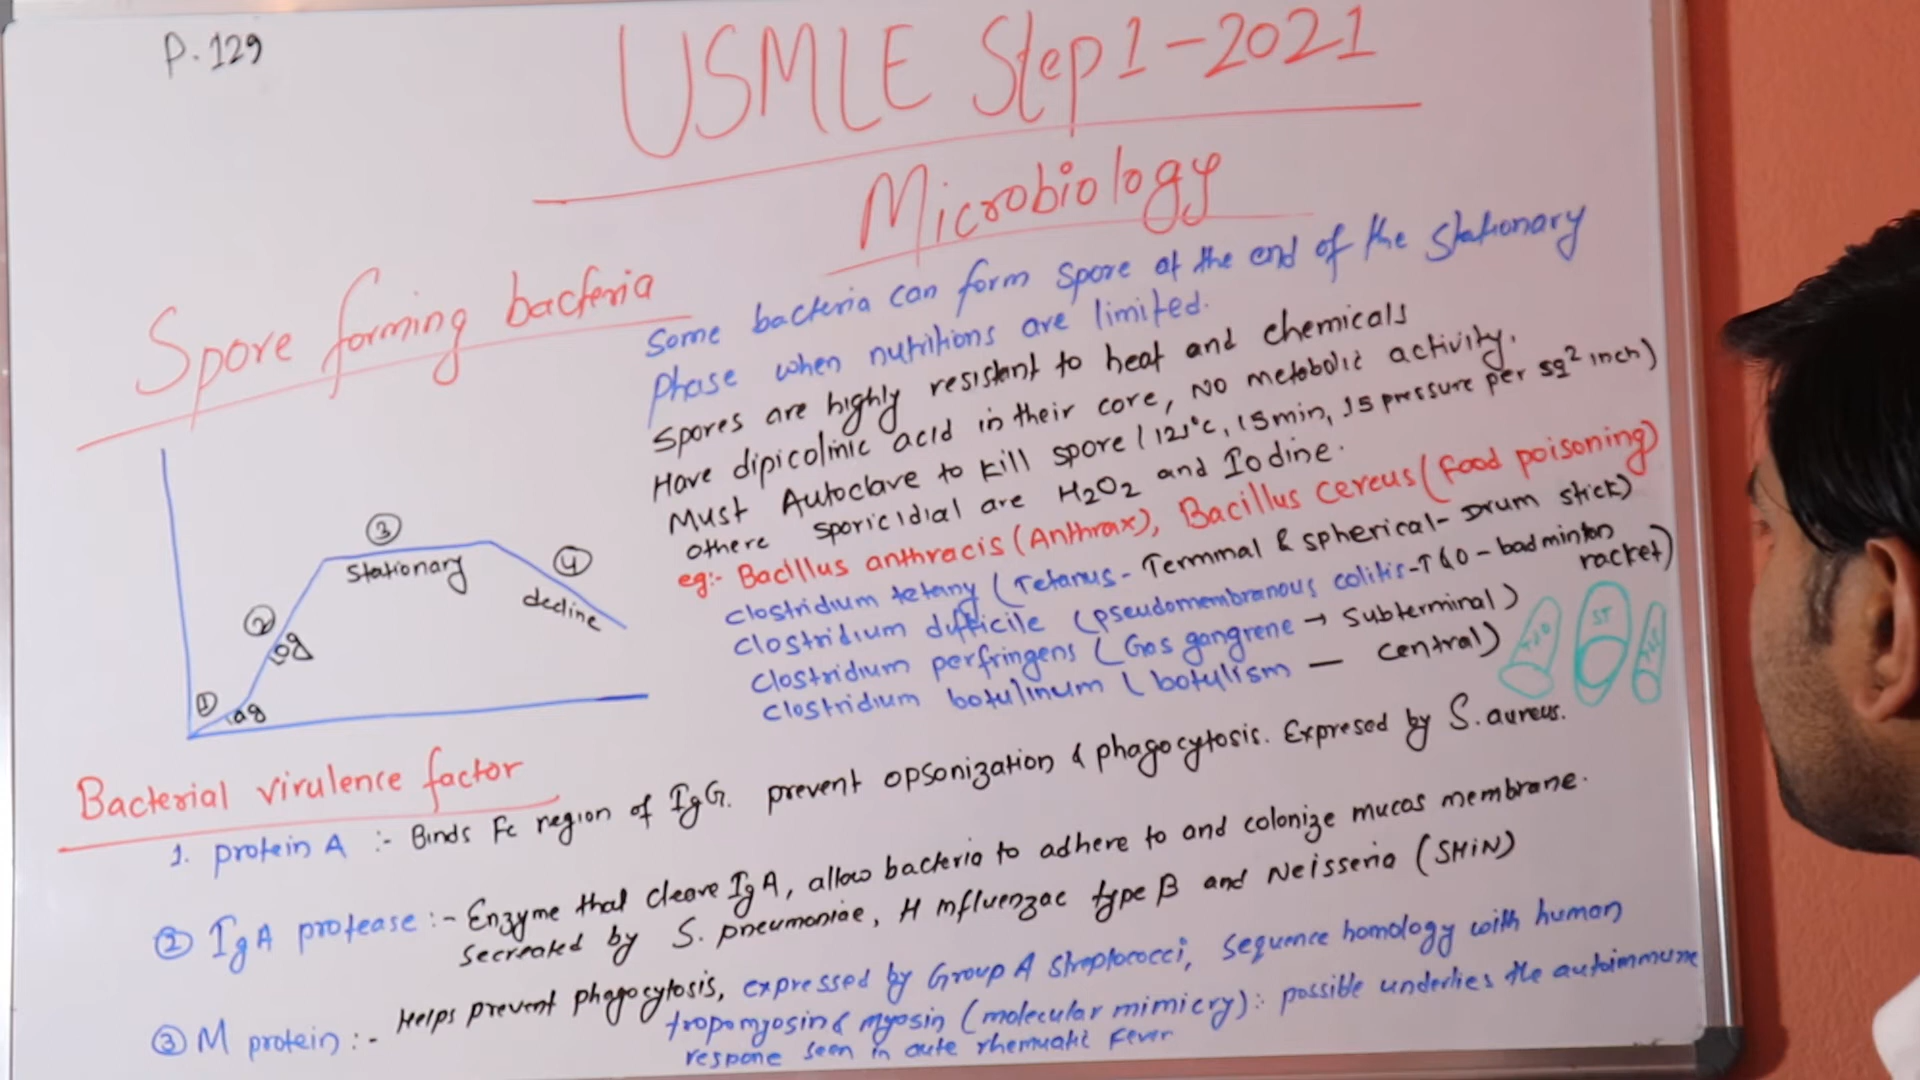 P. 129
USMLE Step 1 - 2021
Microbiology
Spore forming bacteria
Some bacteria can form spore at the end of the stationary
phase when nutritions are limited.
Spores are highly resistant to heat and chemicals
Have dipicolinic acid in their core, NO metabolic activity.
Must Autoclave to kill spore (121°C, 15min, 15 pressure per sq² inch)
othere sporicidial are H2O2 and Iodine.
eg:- Bacillus anthracis (Anthrax), Bacillus cereus (food poisoning)
clostridium tetany (Tetanus - Terminal & spherical - Drum stick)
clostridium difficile (pseudomembranous colitis - T & O - badminton
racket)
clostridium perfringens (Gas gangrene → subterminal)
clostridium botulinum (botulism — central)
T&O
ST
③
stationary
④
decline
②
log
①
lag
Bacterial virulence factor
1. protein A :- Binds Fc region of IgG. prevent opsonization & phagocytosis. Expresed by S. aureus.
② IgA protease :- Enzyme that cleave IgA, allow bacteria to adhere to and colonize mucos membrane.
secreated by S. pneumoniae, H influenzae type B and Neisseria (SHiN)
③ M protein :- Helps prevent phagocytosis, expressed by Group A streptococci, sequence homology with human
tropomyosin & myosin (molecular mimicry): possible underlies the autoimmune
respone seen in aute rhemuatic fever